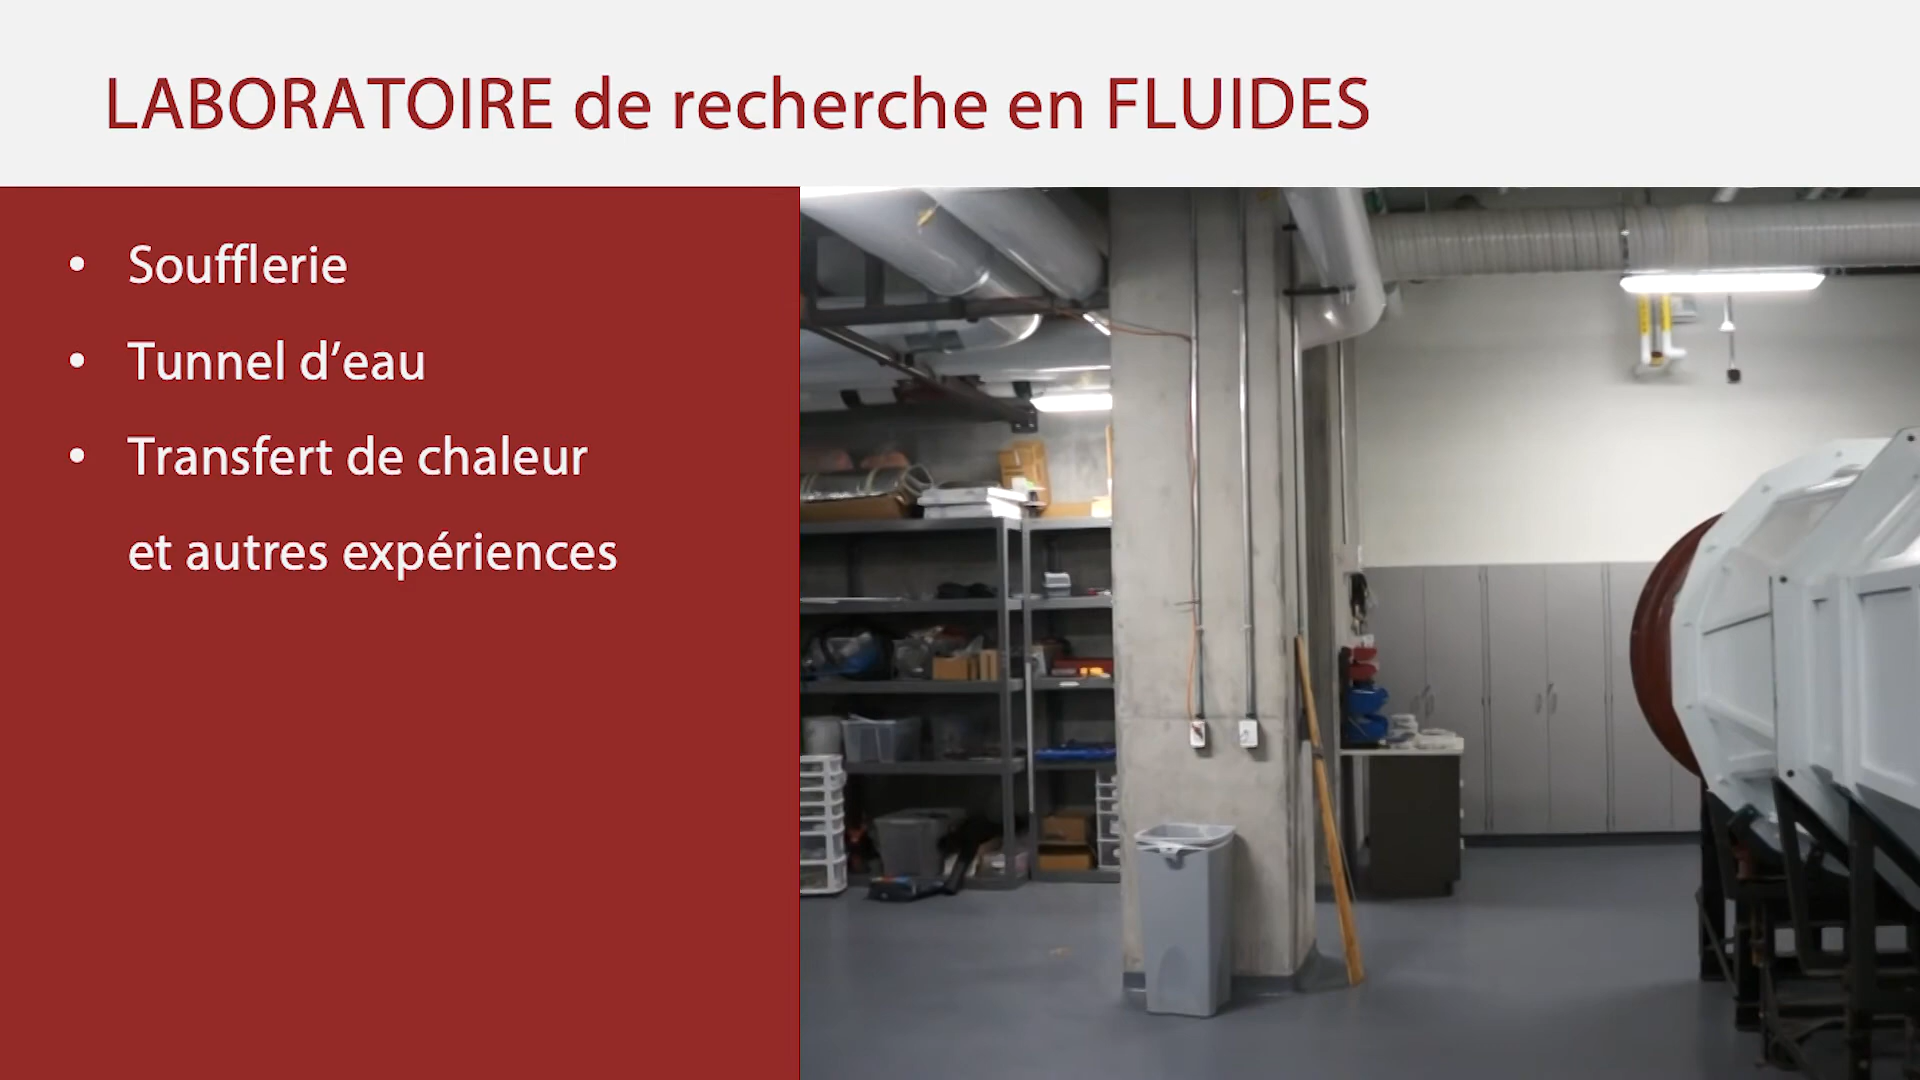 LABORATOIRE de recherche en FLUIDES
• Soufflerie
• Tunnel d’eau
• Transfert de chaleur
et autres expériences